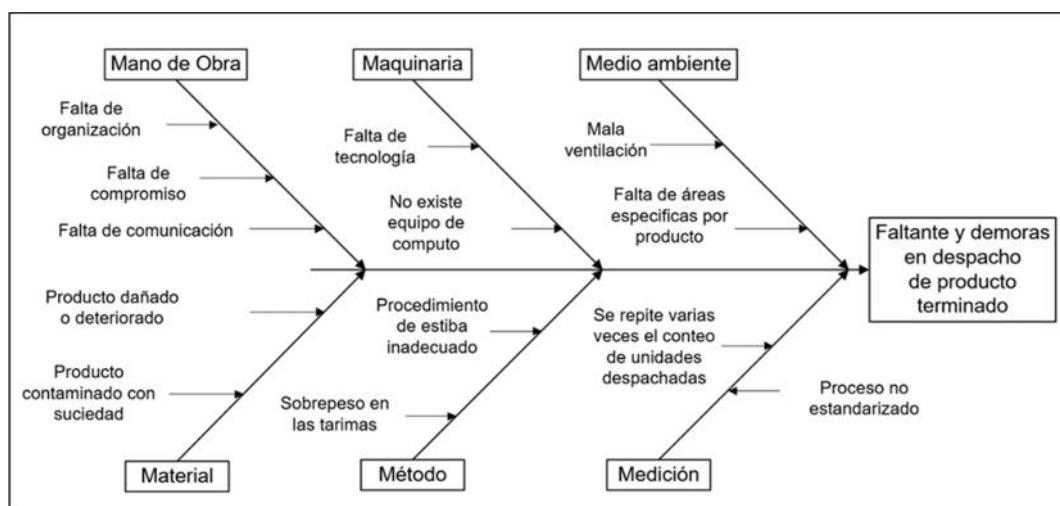 Mano de Obra
Maquinaria
Medio ambiente
Falta de
organización
Falta de
compromiso
Falta de comunicación
Falta de
tecnología
No existe
equipo de
computo
Mala
ventilación
Falta de áreas
especificas por
producto
Faltante y demoras
en despacho
de producto
terminado
Producto dañado
o deteriorado
Producto
contaminado con
suciedad
Procedimiento
de estiba
inadecuado
Sobrepeso en
las tarimas
Se repite varias
veces el conteo
de unidades
despachadas
Proceso no
estandarizado
Material
Método
Medición